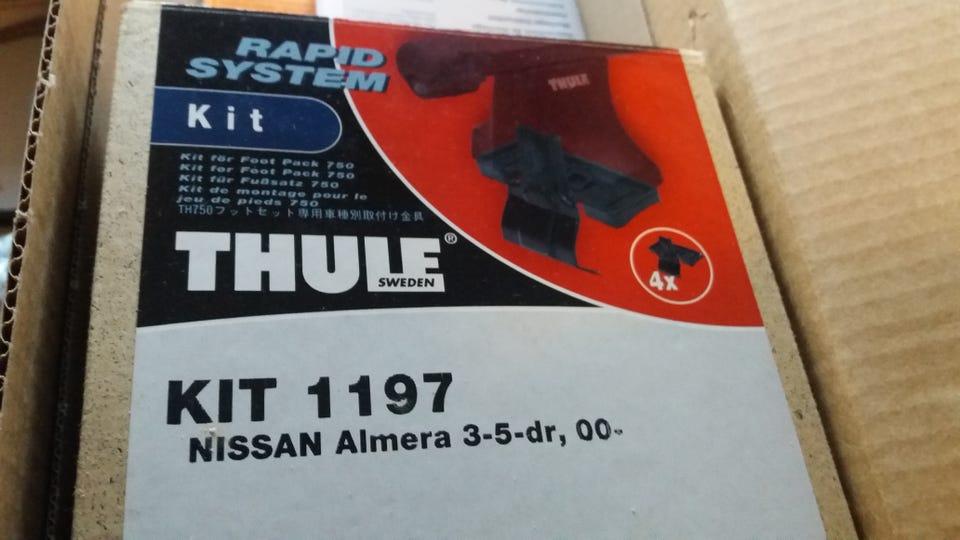 RAPID
SYSTEM
Kit
Kit för Foot Pack 750
Kit for Foot Pack 750
Kit für Fußsatz 750
Kit de montage pour le
jeu de pieds 750
TH750フットセット専用車種別取付け金具
THULE
THULE®
SWEDEN
4x
KIT 1197
NISSAN Almera 3-5-dr, 00-